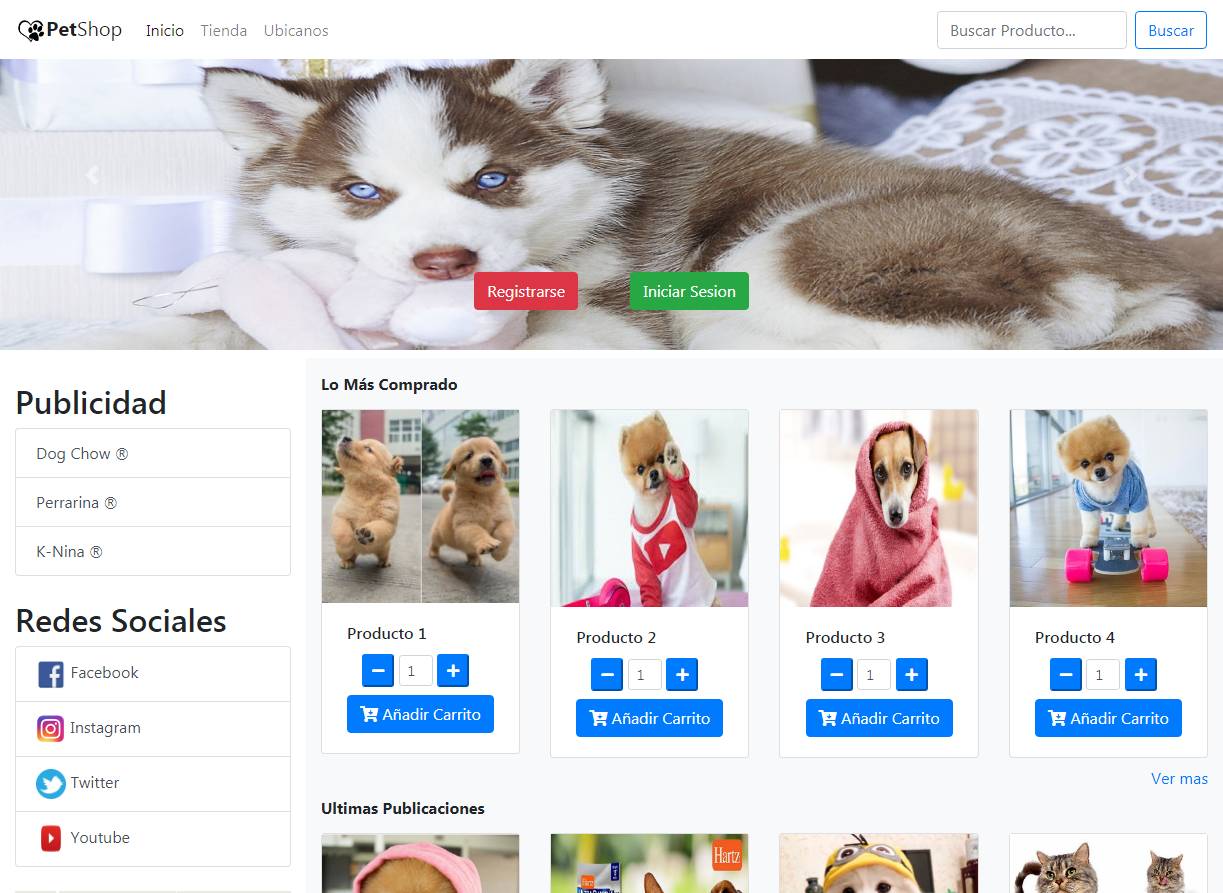 PetShop Inicio Tienda Ubicanos Buscar Producto... Buscar
Registrarse Iniciar Sesion
Publicidad
Dog Chow ®
Perrarina ®
K-Nina ®
Redes Sociales
Facebook
Instagram
Twitter
Youtube
Lo Más Comprado
Producto 1
1
Añadir Carrito
Producto 2
1
Añadir Carrito
Producto 3
1
Añadir Carrito
Producto 4
1
Añadir Carrito
Ver mas
Ultimas Publicaciones
Hartz